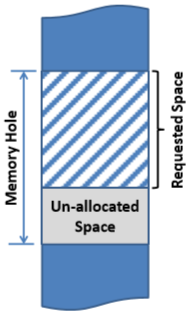 Memory Hole
Requested Space
Un-allocated
Space